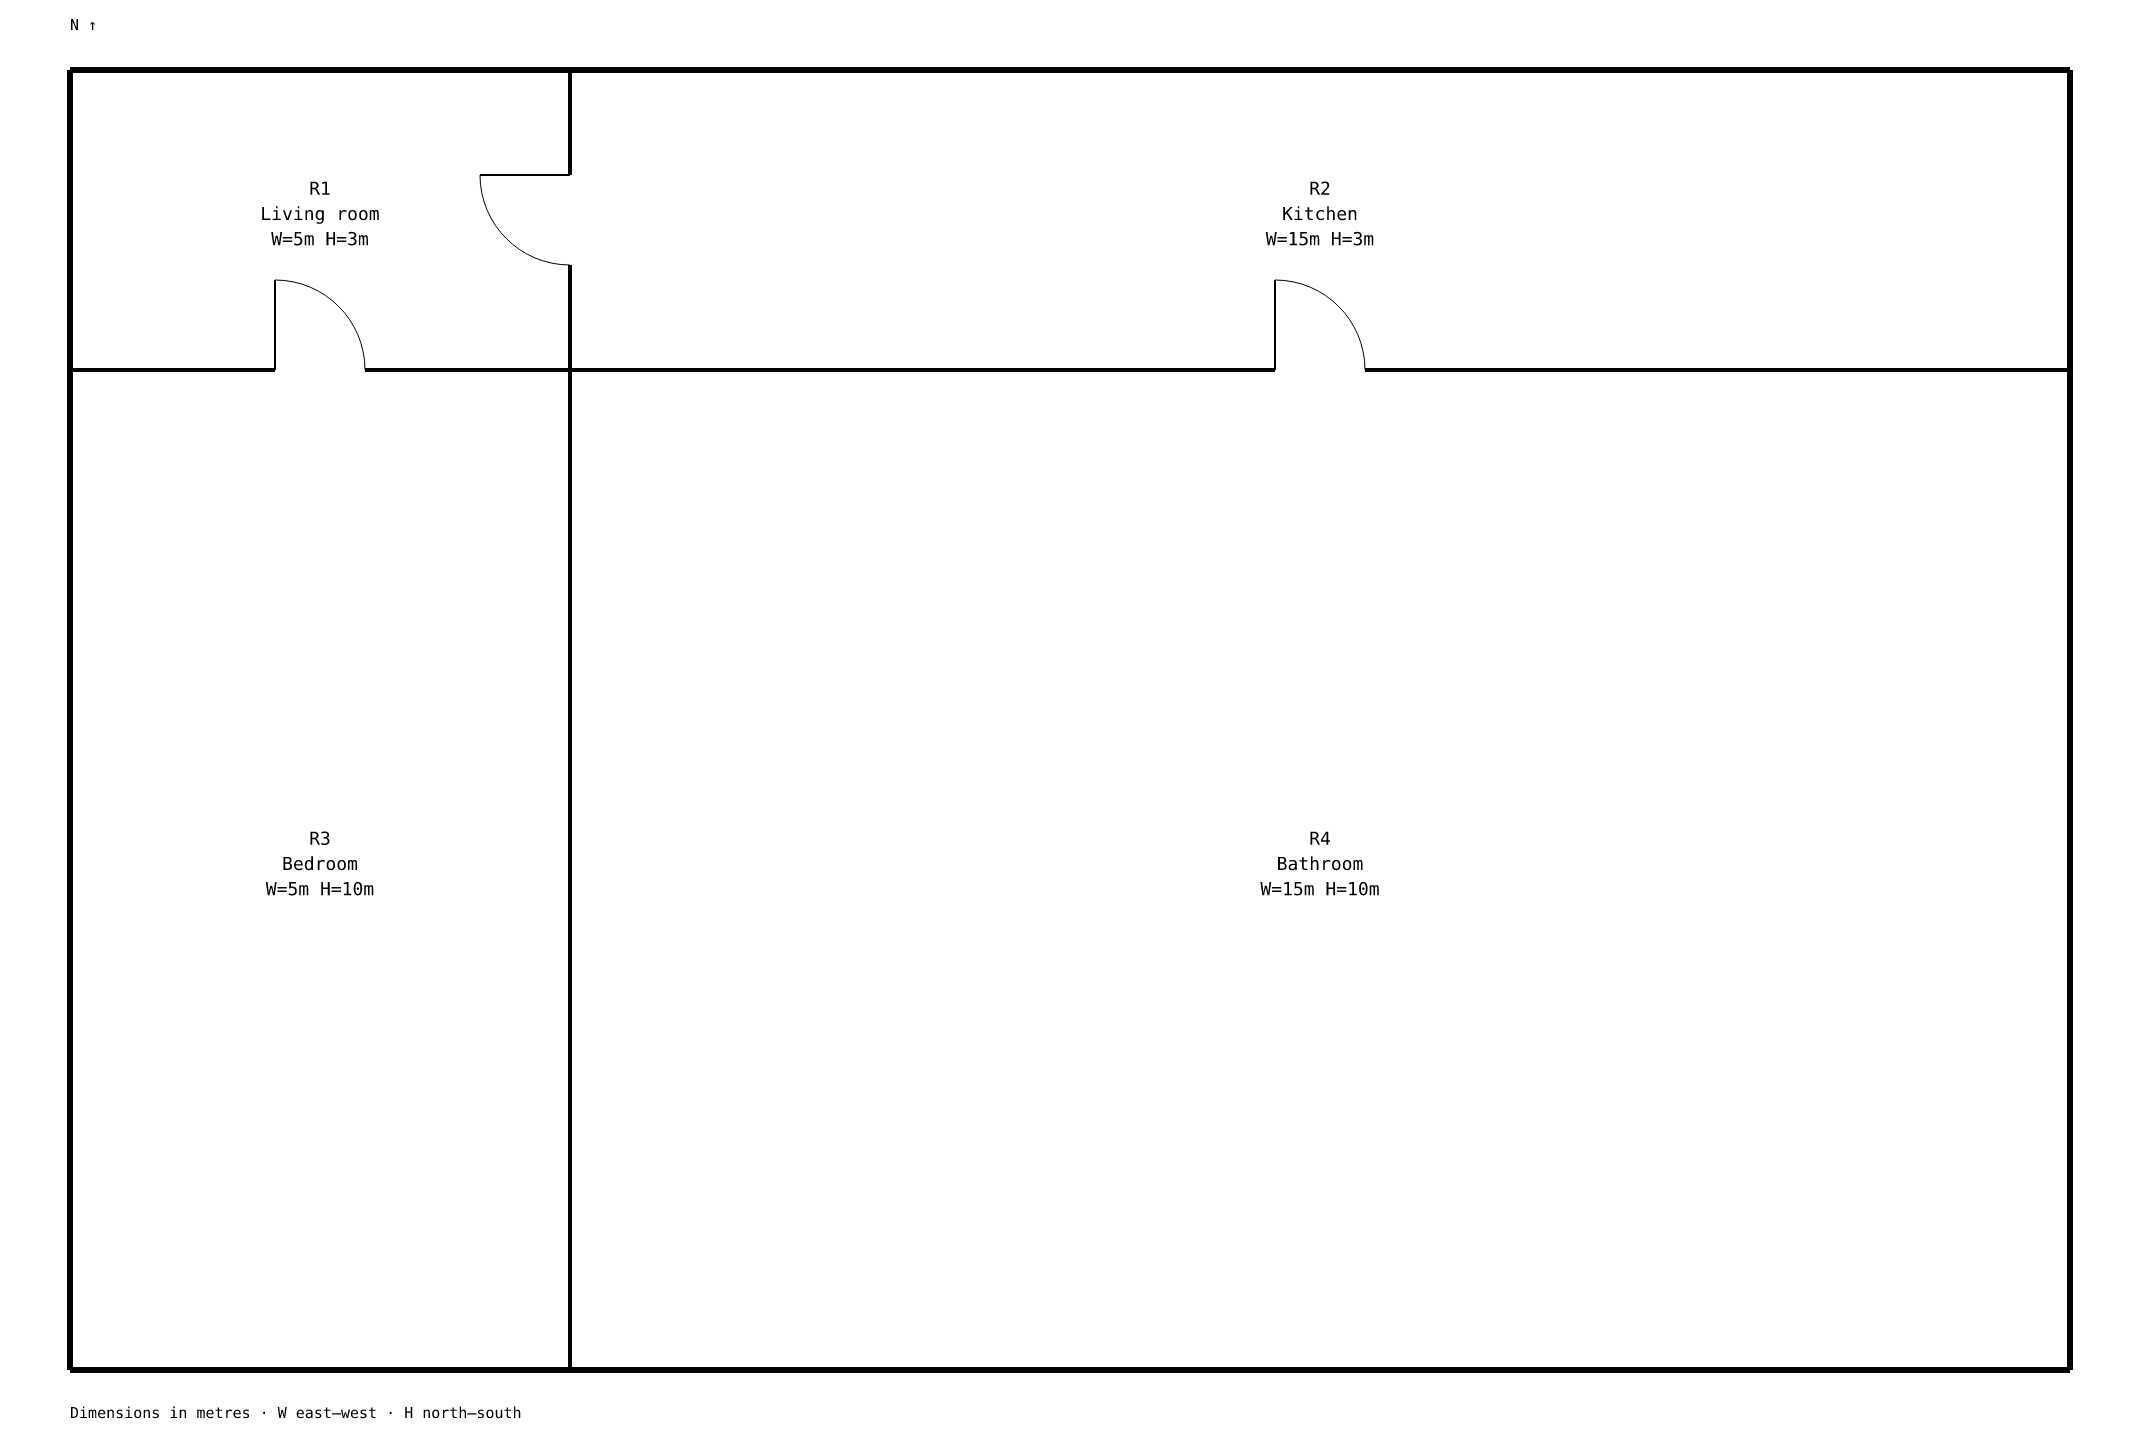 N ↑
R1
Living room
W=5m H=3m
R2
Kitchen
W=15m H=3m
R3
Bedroom
W=5m H=10m
R4
Bathroom
W=15m H=10m
Dimensions in metres · W east–west · H north–south